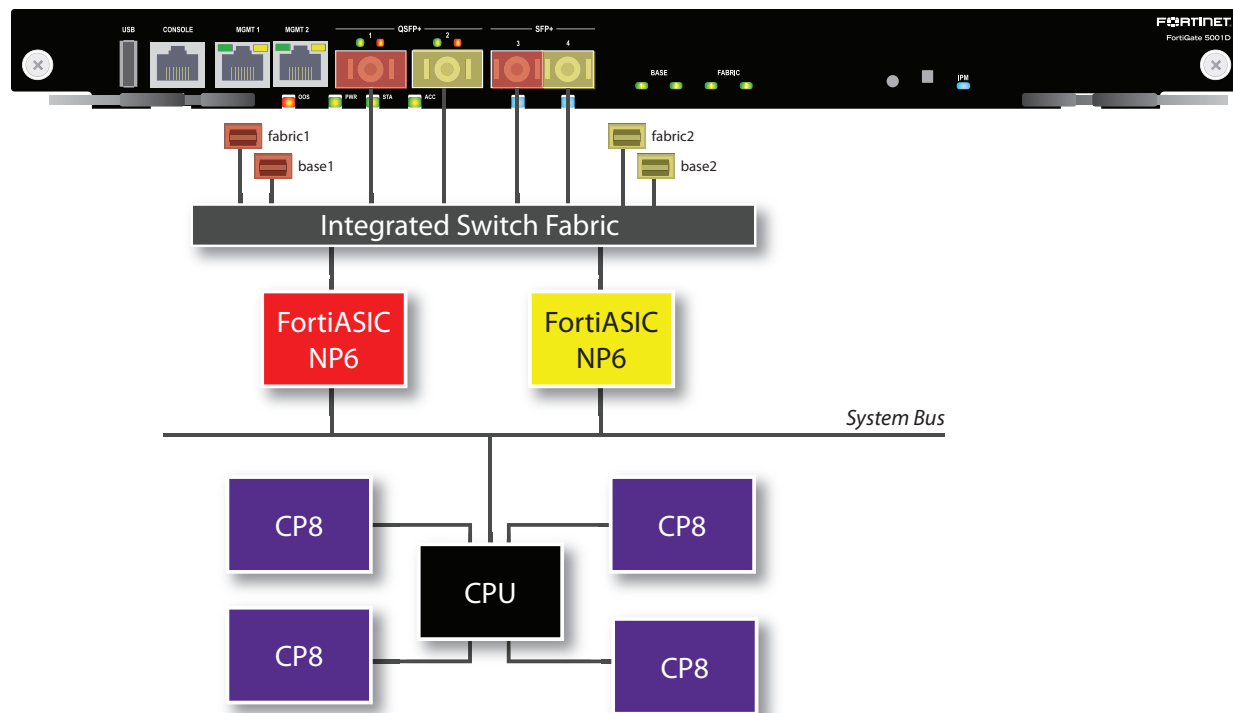 FORTINET
FortiGate 5001D
USB CONSOLE MGMT 1 MGMT 2 QSFP+ SFP+
1 2 3 4
BASE FABRIC IPM
OOS PWR STA ACC
fabric1 fabric2
base1 base2
Integrated Switch Fabric
FortiASIC
NP6
FortiASIC
NP6
System Bus
CP8 CP8
CPU
CP8 CP8